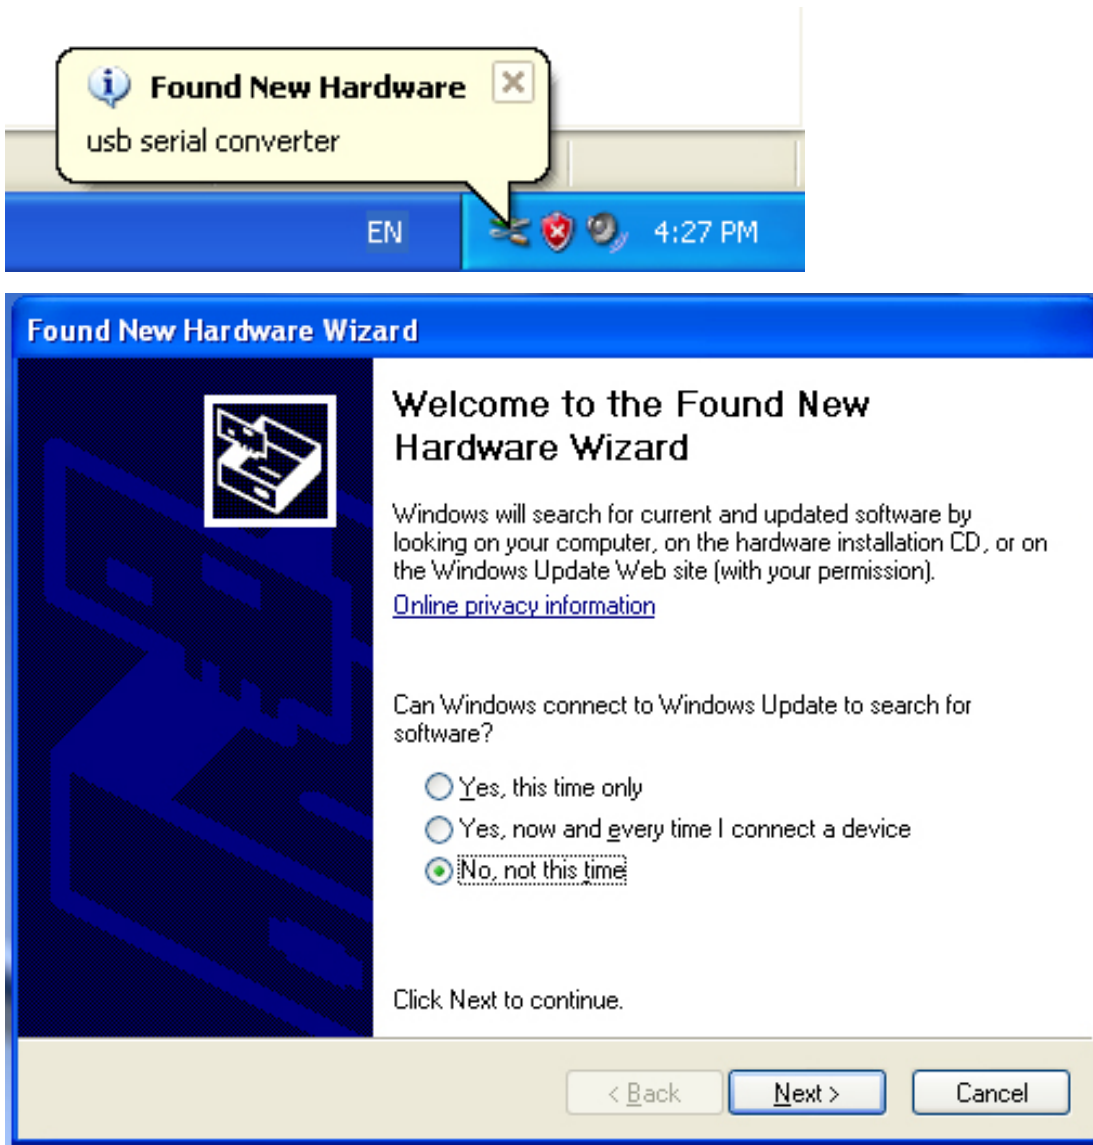 Found New Hardware
usb serial converter
EN
4:27 PM
Found New Hardware Wizard
Welcome to the Found New
Hardware Wizard
Windows will search for current and updated software by
looking on your computer, on the hardware installation CD, or on
the Windows Update Web site (with your permission).
Online privacy information
Can Windows connect to Windows Update to search for
software?
Yes, this time only
Yes, now and every time I connect a device
No, not this time
Click Next to continue.
< Back
Next >
Cancel